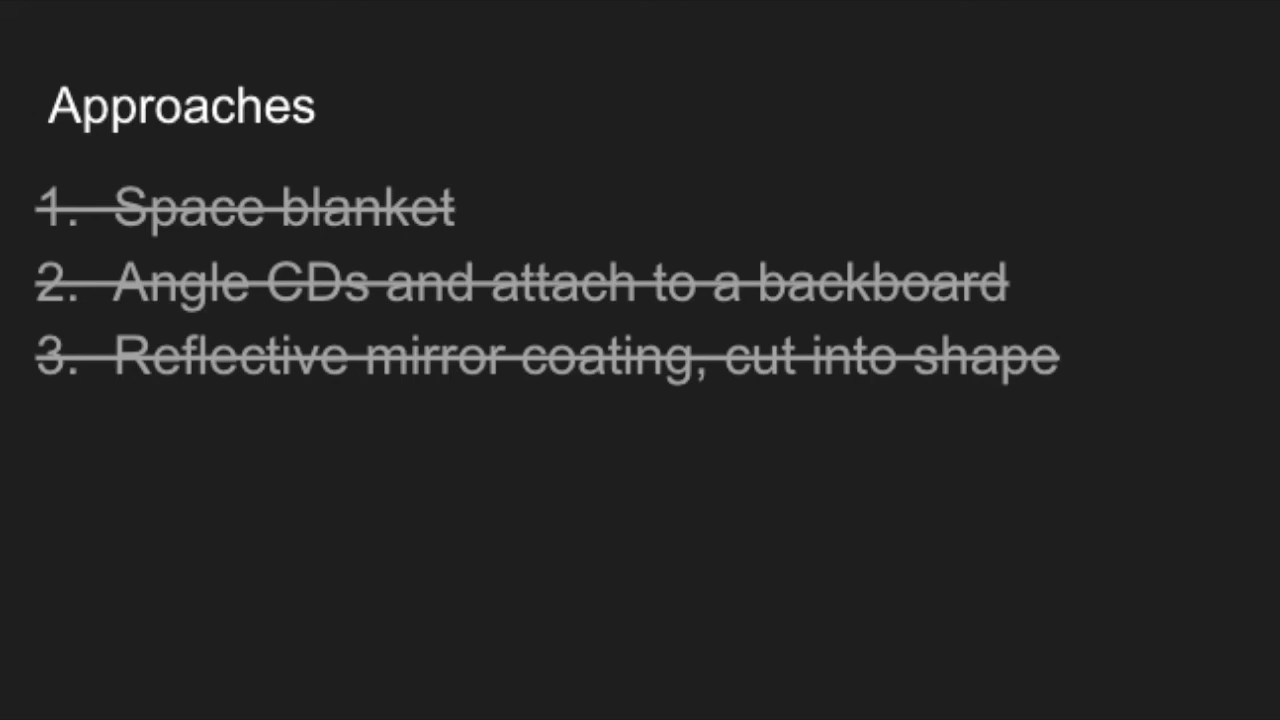 Approaches
1. Space blanket
2. Angle CDs and attach to a backboard
3. Reflective mirror coating, cut into shape